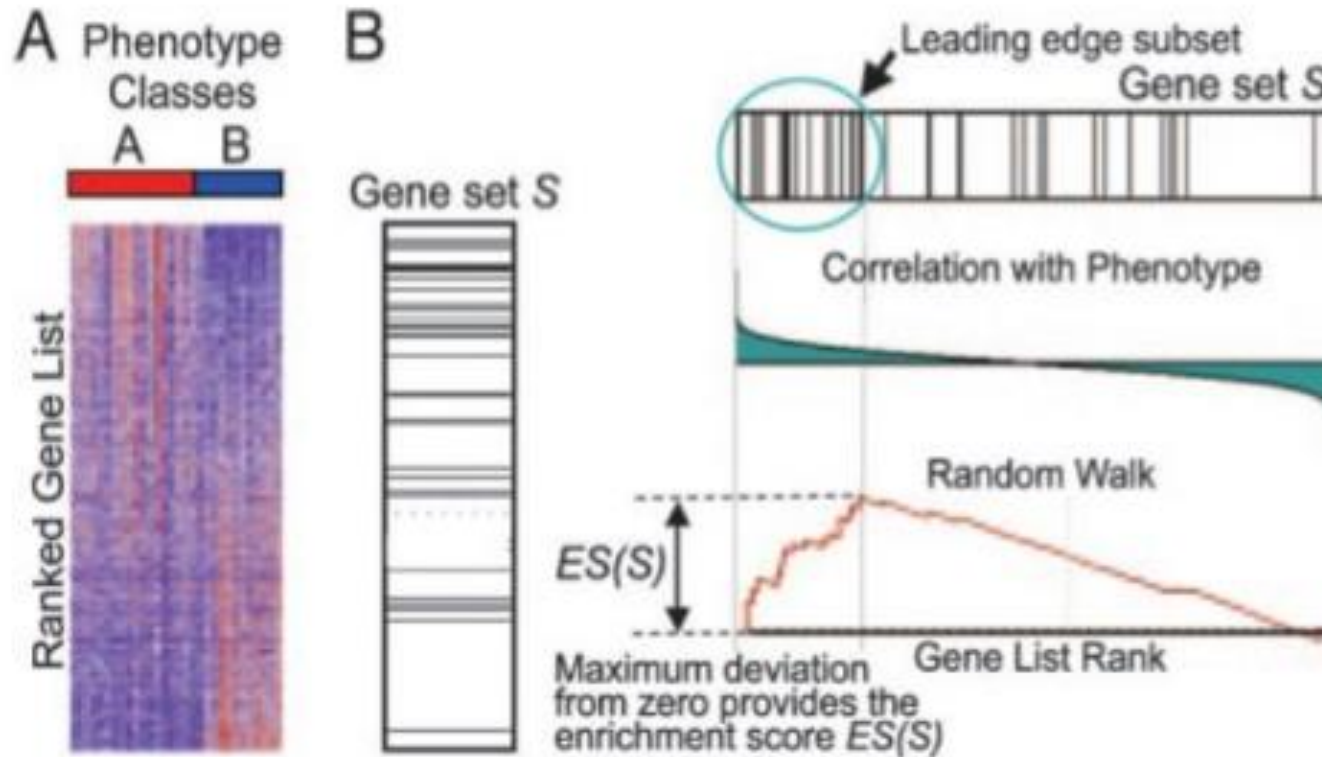 A
Phenotype
Classes
A B
Ranked Gene List
B
Gene set S
Leading edge subset
Gene set S
Correlation with Phenotype
Random Walk
ES(S)
Gene List Rank
Maximum deviation
from zero provides the
enrichment score ES(S)